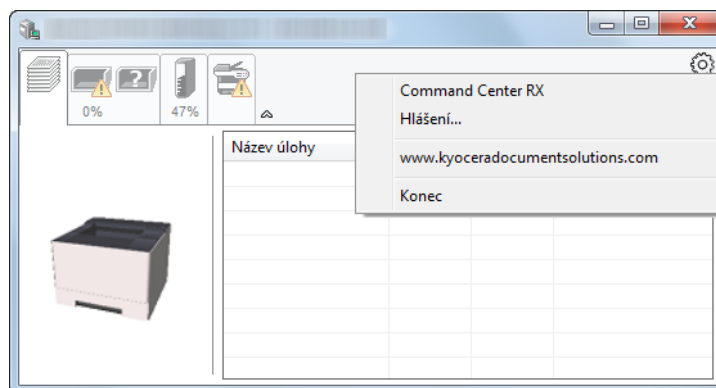 0%
47%
Název úlohy
Command Center RX
Hlášení...
www.kyoceradocumentsolutions.com
Konec